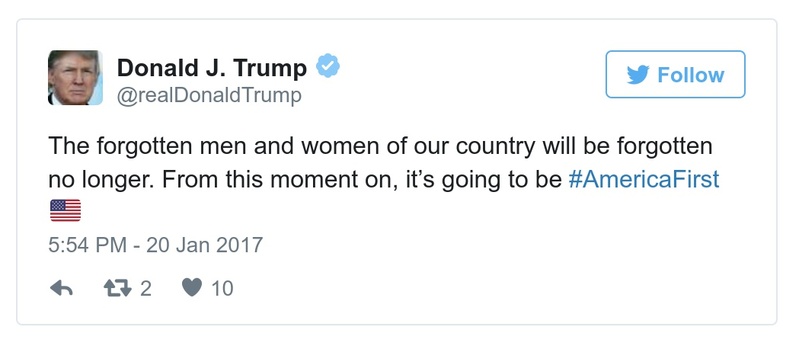 Donald J. Trump
@realDonaldTrump
Follow
The forgotten men and women of our country will be forgotten
no longer. From this moment on, it’s going to be #AmericaFirst
🇺🇸
5:54 PM - 20 Jan 2017
2 10